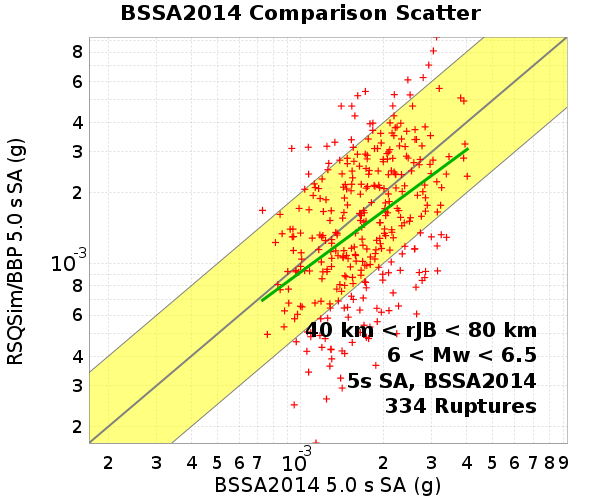 BSSA2014 Comparison Scatter
RSQSim/BBP 5.0 s SA (g)
8
6
4
3
2
10-3
8
6
4
3
2
40 km < rJB < 80 km
6 < Mw < 6.5
5s SA, BSSA2014
334 Ruptures
2 3 4 5 6 7 10-3 2 3 4 5 6 7 8 9
BSSA2014 5.0 s SA (g)